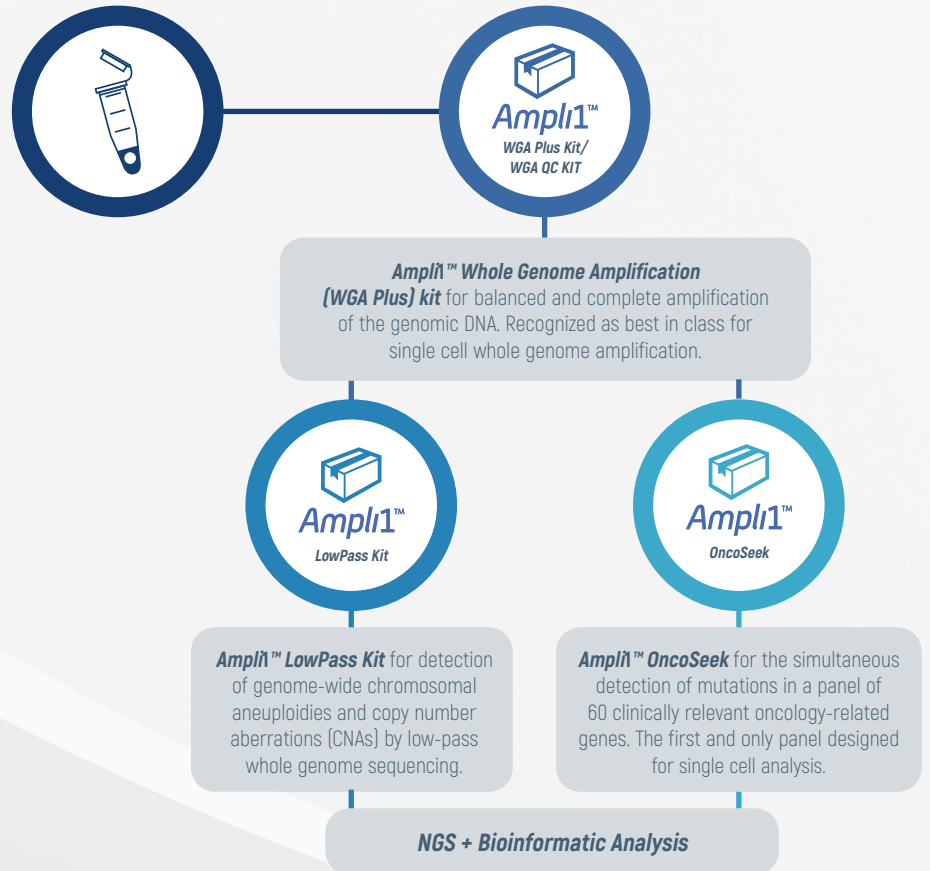 Ampli1™
WGA Plus Kit/
WGA QC KIT
Ampli1™ Whole Genome Amplification
(WGA Plus) kit for balanced and complete amplification
of the genomic DNA. Recognized as best in class for
single cell whole genome amplification.
Ampli1™
LowPass Kit
Ampli1™
OncoSeek
Ampli1™ LowPass Kit for detection
of genome-wide chromosomal
aneuploidies and copy number
aberrations (CNAs) by low-pass
whole genome sequencing.
Ampli1™ OncoSeek for the simultaneous
detection of mutations in a panel of
60 clinically relevant oncology-related
genes. The first and only panel designed
for single cell analysis.
NGS + Bioinformatic Analysis